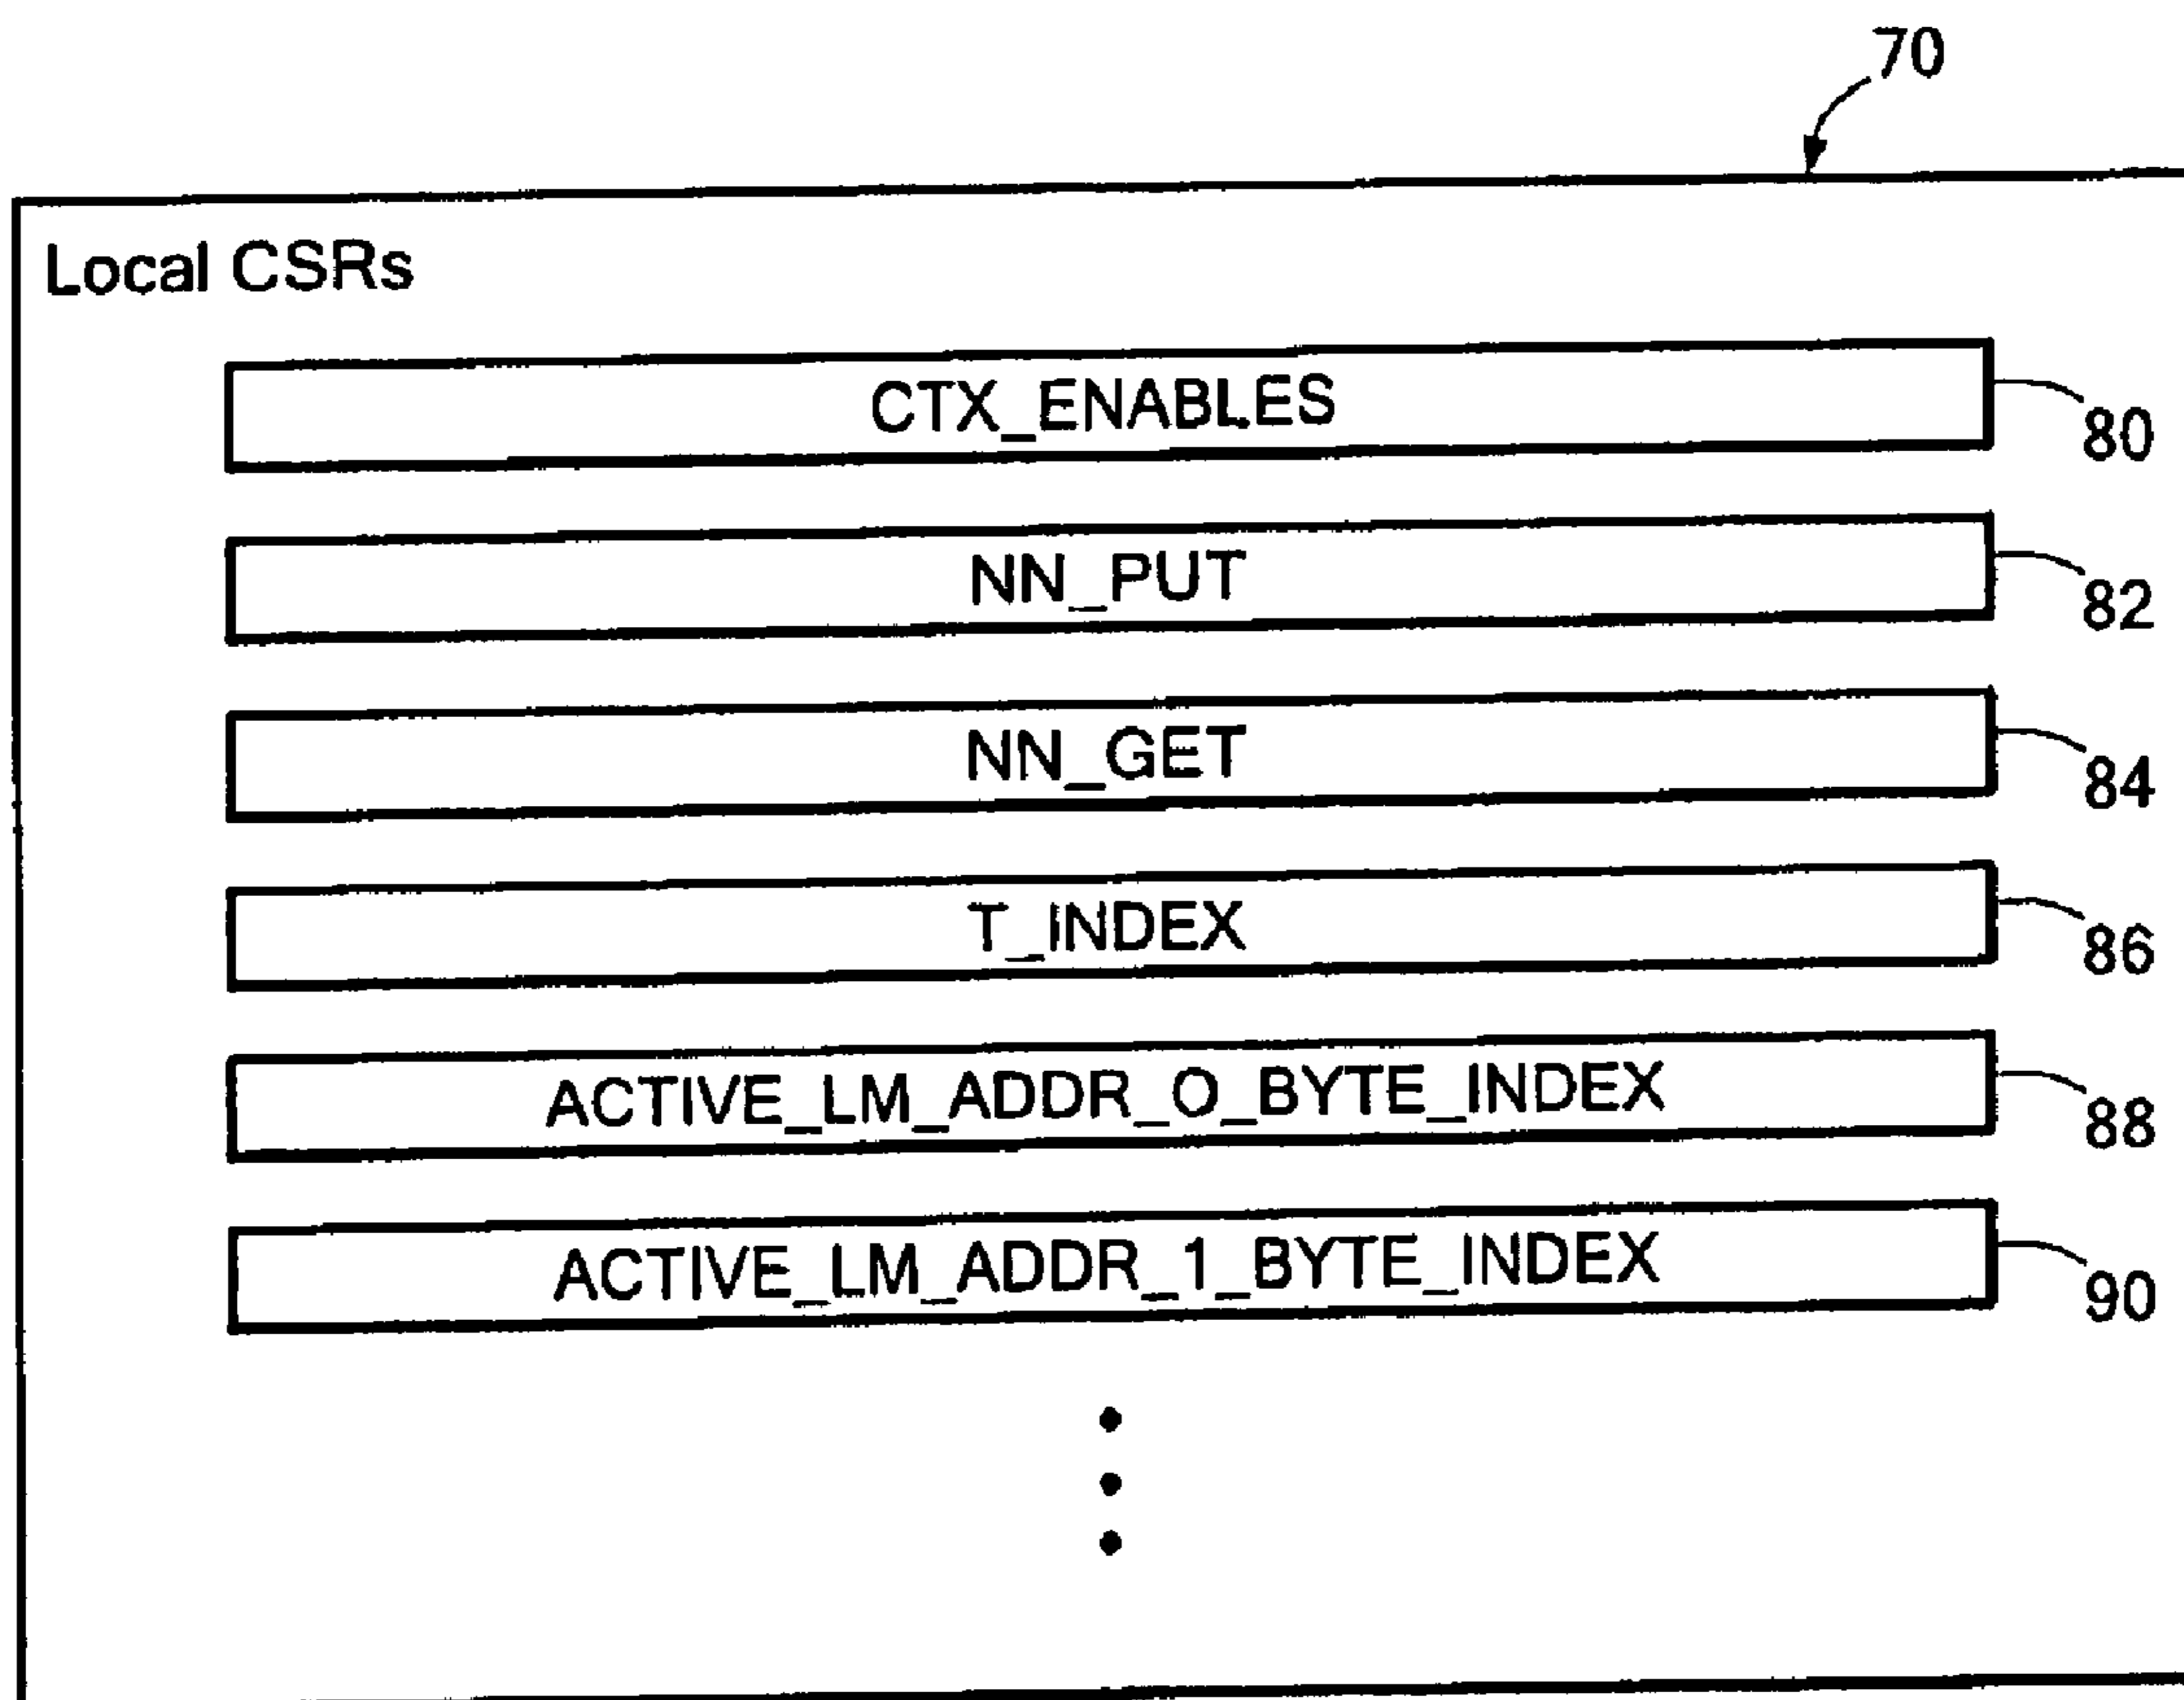 70
Local CSRs
CTX_ENABLES
80
NN_PUT
82
NN_GET
84
T_INDEX
86
ACTIVE_LM_ADDR_O_BYTE_INDEX
88
ACTIVE_LM_ADDR_1_BYTE_INDEX
90